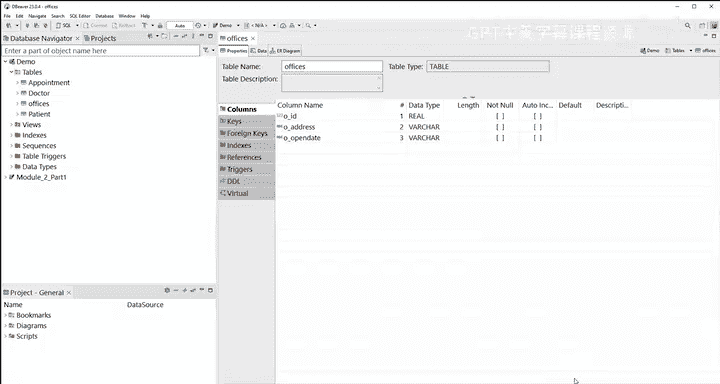 DBeaver 25.0.4 - offices
File Edit Navigate Search SQL Editor Database Window Help
SQL Commit Rollback Auto Demo < N/A >
Database Navigator Projects
Enter a part of object name here
Demo
Tables
Appointment
Doctor
offices
Patient
Views
Indexes
Sequences
Table Triggers
Data Types
Module_2_Part1
Project - General
Name DataSource
Bookmarks
Diagrams
Scripts
offices
Properties Data ER Diagram
Demo Tables offices
Table Name: offices Table Type: TABLE
Table Description:
Columns
Keys
Foreign Keys
Indexes
References
Triggers
DDL
Virtual
Column Name # Data Type Length Not Null Auto Inc... Default Descripti...
o_id 1 REAL [ ] [ ]
o_address 2 VARCHAR [ ] [ ]
o_opendate 3 VARCHAR [ ] [ ]